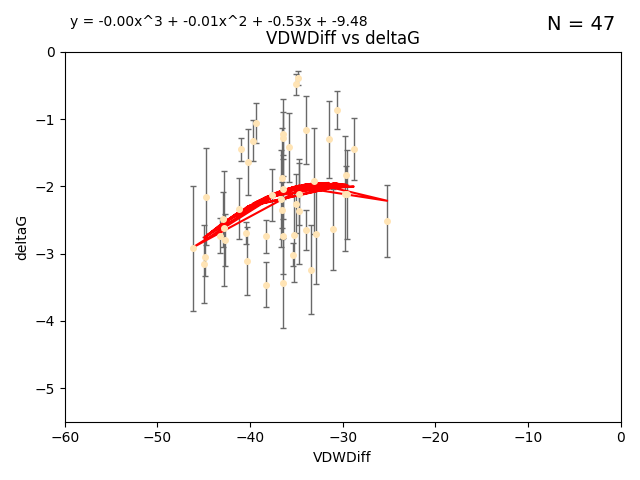 y = -0.00x^3 + -0.01x^2 + -0.53x + -9.48
N = 47
VDWDiff vs deltaG
0
−1
−2
−3
−4
−5
deltaG
−60 −50 −40 −30 −20 −10 0
VDWDiff